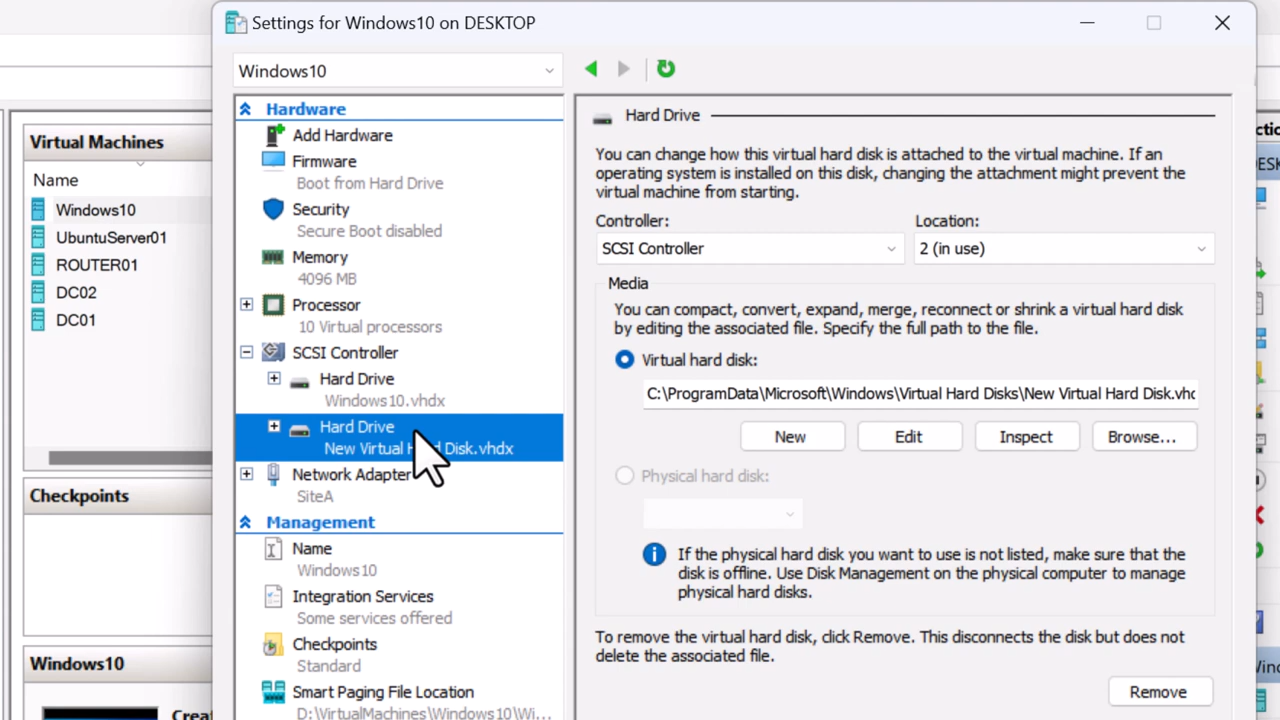 Settings for Windows10 on DESKTOP
Windows10
Virtual Machines
Name
Windows10
UbuntuServer01
ROUTER01
DC02
DC01
Checkpoints
Windows10
Hardware
Add Hardware
Firmware
Boot from Hard Drive
Security
Secure Boot disabled
Memory
4096 MB
Processor
10 Virtual processors
SCSI Controller
Hard Drive
Windows10.vhdx
Hard Drive
New Virtual Hard Disk.vhdx
Network Adapter
SiteA
Management
Name
Windows10
Integration Services
Some services offered
Checkpoints
Standard
Smart Paging File Location
D:\VirtualMachines\Windows10\Wi...
Hard Drive
You can change how this virtual hard disk is attached to the virtual machine. If an
operating system is installed on this disk, changing the attachment might prevent the
virtual machine from starting.
Controller: Location:
SCSI Controller 2 (in use)
Media
You can compact, convert, expand, merge, reconnect or shrink a virtual hard disk
by editing the associated file. Specify the full path to the file.
Virtual hard disk:
C:\ProgramData\Microsoft\Windows\Virtual Hard Disks\New Virtual Hard Disk.vhd
New Edit Inspect Browse...
Physical hard disk:
If the physical hard disk you want to use is not listed, make sure that the
disk is offline. Use Disk Management on the physical computer to manage
physical hard disks.
To remove the virtual hard disk, click Remove. This disconnects the disk but does not
delete the associated file.
Remove